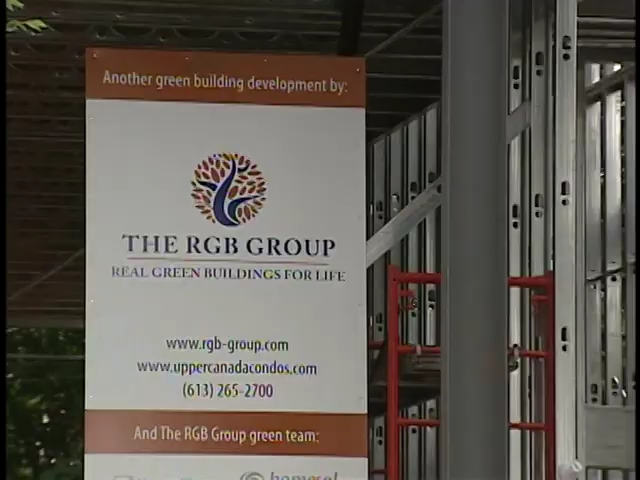 Another green building development by:
THE RGB GROUP
REAL GREEN BUILDINGS FOR LIFE
www.rgb-group.com
www.uppercanadacondos.com
(613) 265-2700
And The RGB Group green team: